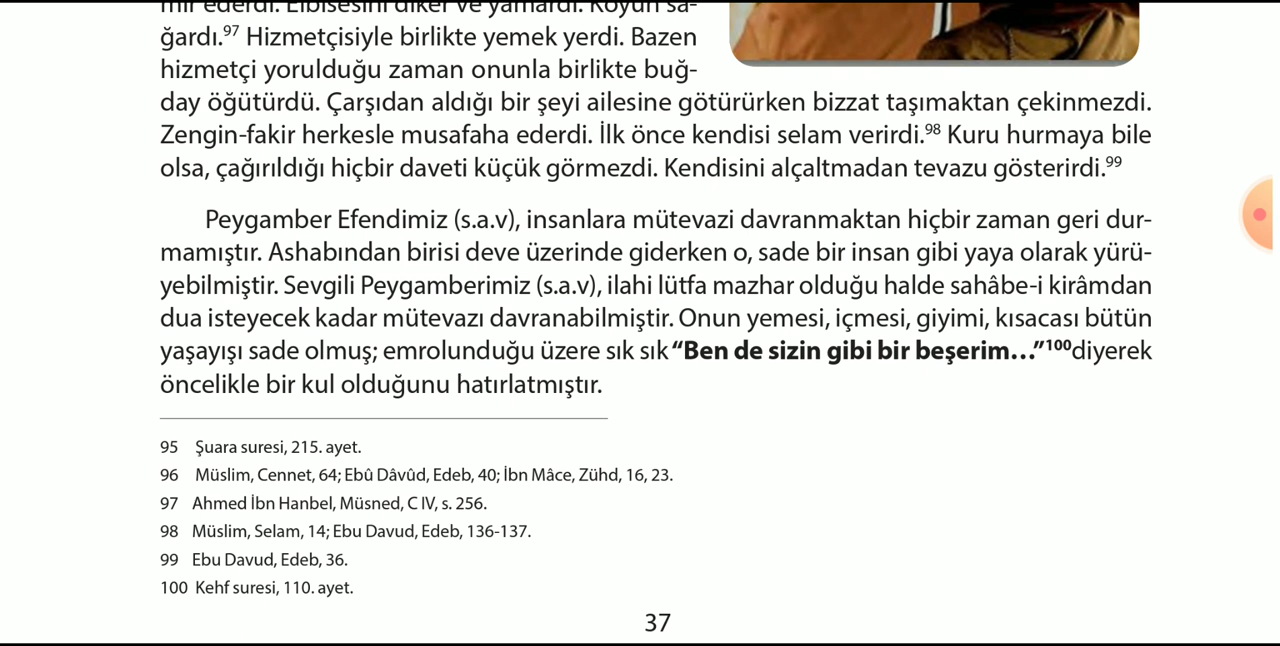 mir ederdi. Elbisesini diker ve yamardı. Koyun sa-
ğardı.97 Hizmetçisiyle birlikte yemek yerdi. Bazen
hizmetçi yorulduğu zaman onunla birlikte buğ-
day öğütürdü. Çarşıdan aldığı bir şeyi ailesine götürürken bizzat taşımaktan çekinmezdi.
Zengin-fakir herkesle musafaha ederdi. İlk önce kendisi selam verirdi.98 Kuru hurmaya bile
olsa, çağırıldığı hiçbir daveti küçük görmezdi. Kendisini alçaltmadan tevazu gösterirdi.99
Peygamber Efendimiz (s.a.v), insanlara mütevazi davranmaktan hiçbir zaman geri dur-
mamıştır. Ashabından birisi deve üzerinde giderken o, sade bir insan gibi yaya olarak yürü-
yebilmiştir. Sevgili Peygamberimiz (s.a.v), ilahi lütfa mazhar olduğu halde sahâbe-i kirâmdan
dua isteyecek kadar mütevazı davranabilmiştir. Onun yemesi, içmesi, giyimi, kısacası bütün
yaşayışı sade olmuş; emrolunduğu üzere sık sık “Ben de sizin gibi bir beşerim…”100diyerek
öncelikle bir kul olduğunu hatırlatmıştır.
95 Şuara suresi, 215. ayet.
96 Müslim, Cennet, 64; Ebû Dâvûd, Edeb, 40; İbn Mâce, Zühd, 16, 23.
97 Ahmed İbn Hanbel, Müsned, C IV, s. 256.
98 Müslim, Selam, 14; Ebu Davud, Edeb, 136-137.
99 Ebu Davud, Edeb, 36.
100 Kehf suresi, 110. ayet.
37